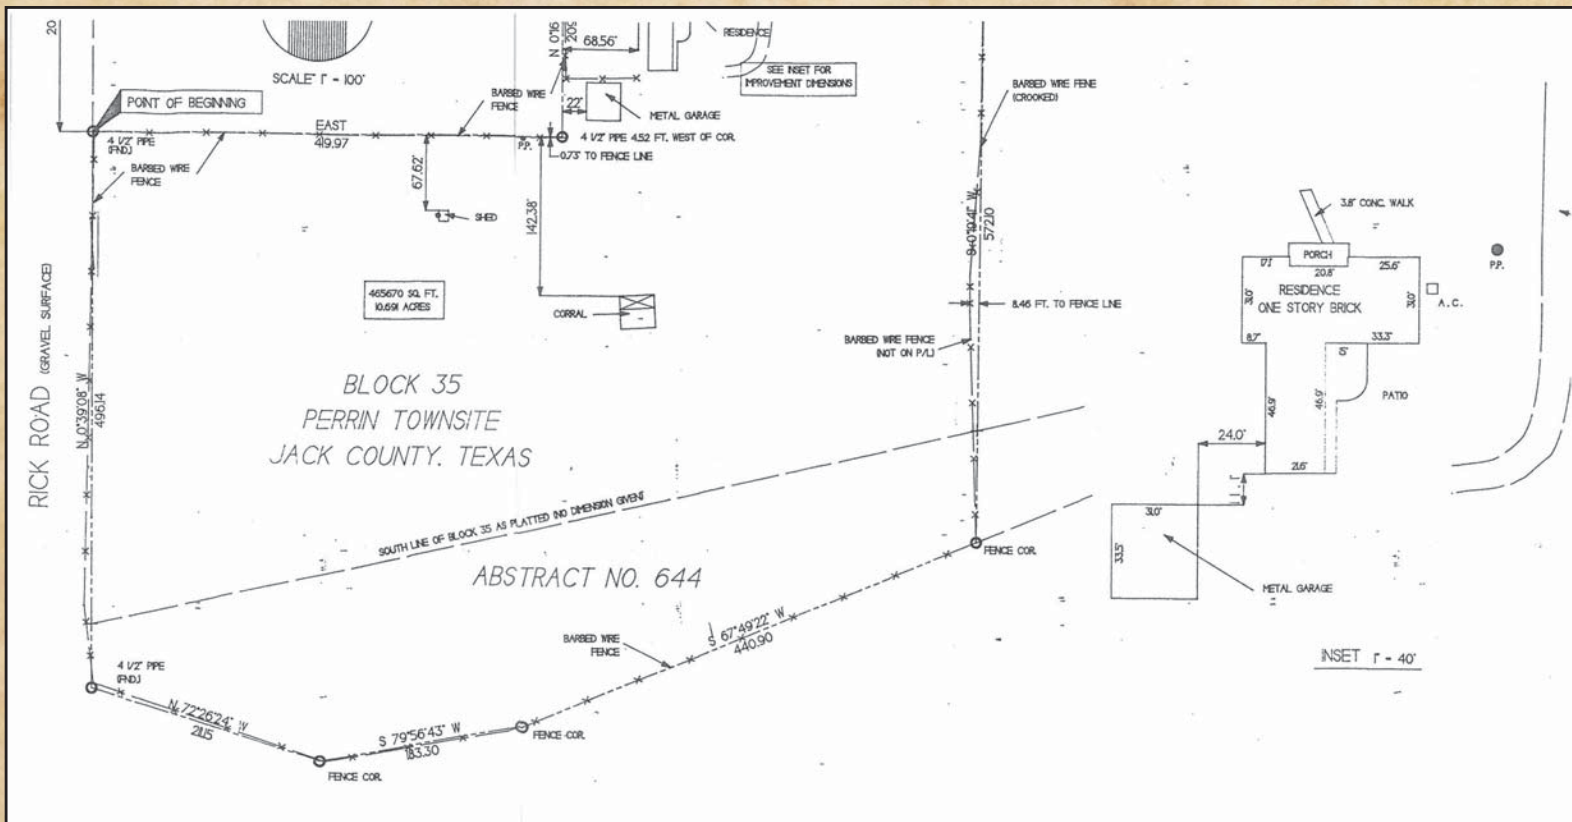 20
SCALE 1" = 100'
POINT OF BEGINNING
4 1/2" PIPE
(FND.)
BARBED WIRE
FENCE
EAST
419.97
BARBED WIRE
FENCE
N 0°16
209
68.56'
22'
METAL GARAGE
RESIDENCE
SEE INSET FOR
IMPROVEMENT DIMENSIONS
P.P.
4 1/2" PIPE 4.52 FT. WEST OF COR.
0.73' TO FENCE LINE
67.62'
SHED
142.38'
CORRAL
465670 SQ. FT.
10.691 ACRES
BARBED WIRE FENE
(CROOKED)
S 0°19'41" W
572.10
8.46 FT. TO FENCE LINE
BARBED WIRE FENCE
(NOT ON P/L)
RICK ROAD (GRAVEL SURFACE)
N 0°39'08" W
496.14
BLOCK 35
PERRIN TOWNSITE
JACK COUNTY. TEXAS
SOUTH LINE OF BLOCK 35 AS PLATTED (NO DIMENSION GIVEN)
ABSTRACT NO. 644
FENCE COR.
S 67°49'22" W
440.90
BARBED WIRE
FENCE
4 1/2" PIPE
(FND.)
N 72°26'24" W
211.15
S 79°56'43" W
183.30
FENCE COR.
FENCE COR.
3.8' CONC. WALK
PORCH
20.8'
25.6'
RESIDENCE
ONE STORY BRICK
31.0'
31.0'
A.C.
P.P.
8.7'
15'
33.3'
46.9'
46.9'
PATIO
24.0'
21.6'
31.0'
33.5'
METAL GARAGE
INSET 1" = 40'